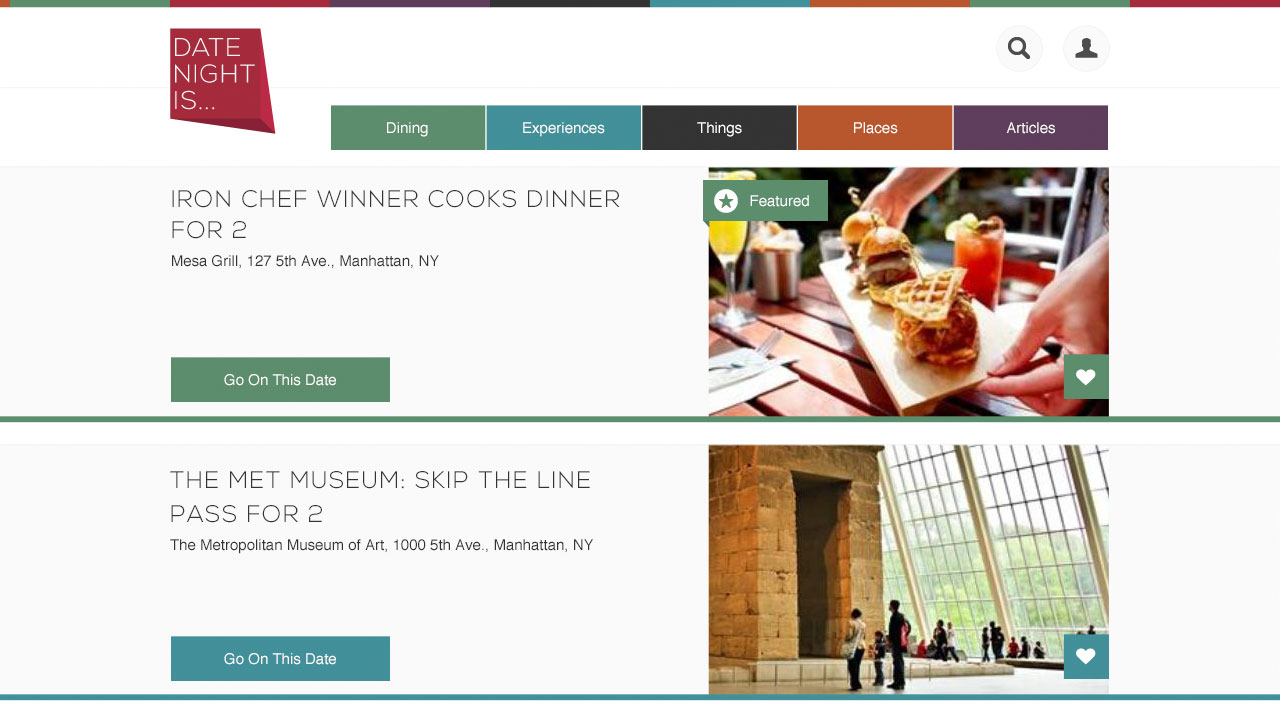 DATE
NIGHT
IS...
Dining
Experiences
Things
Places
Articles
IRON CHEF WINNER COOKS DINNER
FOR 2
Mesa Grill, 127 5th Ave., Manhattan, NY
Featured
Go On This Date
THE MET MUSEUM: SKIP THE LINE
PASS FOR 2
The Metropolitan Museum of Art, 1000 5th Ave., Manhattan, NY
Go On This Date